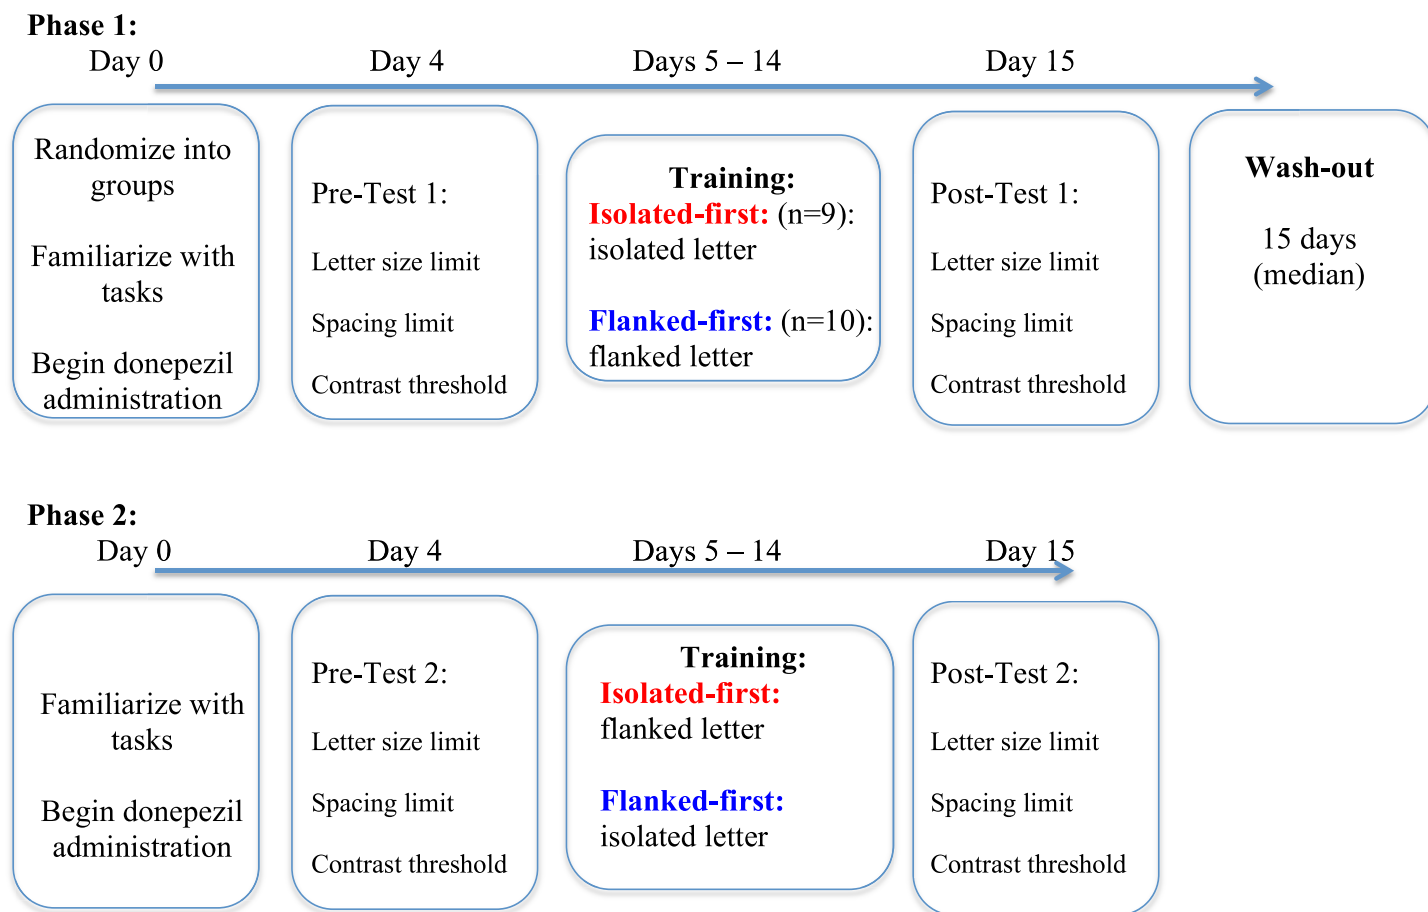 Phase 1:
Day 0
Day 4
Days 5 – 14
Day 15
Randomize into
groups
Familiarize with
tasks
Begin donepezil
administration
Pre-Test 1:
Letter size limit
Spacing limit
Contrast threshold
Training:
Isolated-first: (n=9):
isolated letter
Flanked-first: (n=10):
flanked letter
Post-Test 1:
Letter size limit
Spacing limit
Contrast threshold
Wash-out
15 days
(median)
Phase 2:
Day 0
Day 4
Days 5 – 14
Day 15
Familiarize with
tasks
Begin donepezil
administration
Pre-Test 2:
Letter size limit
Spacing limit
Contrast threshold
Training:
Isolated-first:
flanked letter
Flanked-first:
isolated letter
Post-Test 2:
Letter size limit
Spacing limit
Contrast threshold